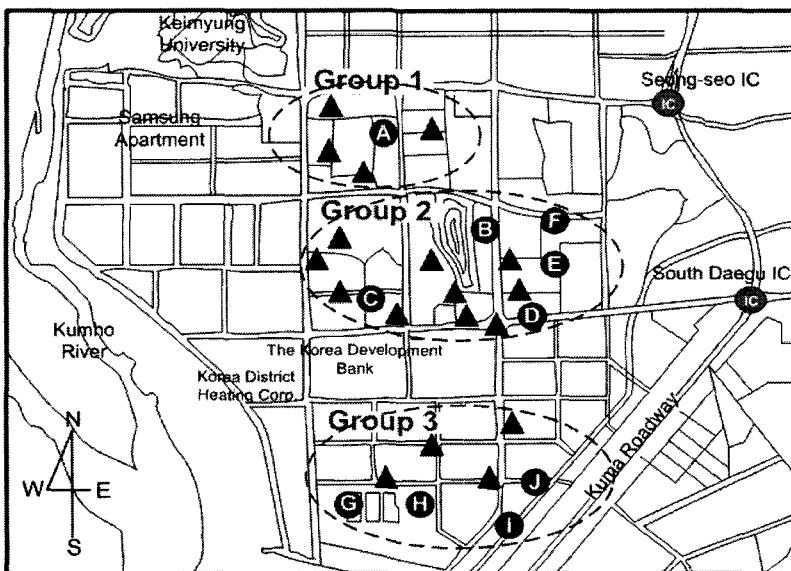 Keimyung
University
Group 1
Seong-seo IC
IC
Samsung
Apartment
A
Group 2
F
B
E
South Daegu IC
IC
C
D
Kumho
River
The Korea Development
Bank
Korea District
Heating Corp.
Group 3
Kuma Roadway
N
W E
S
J
G
H
I